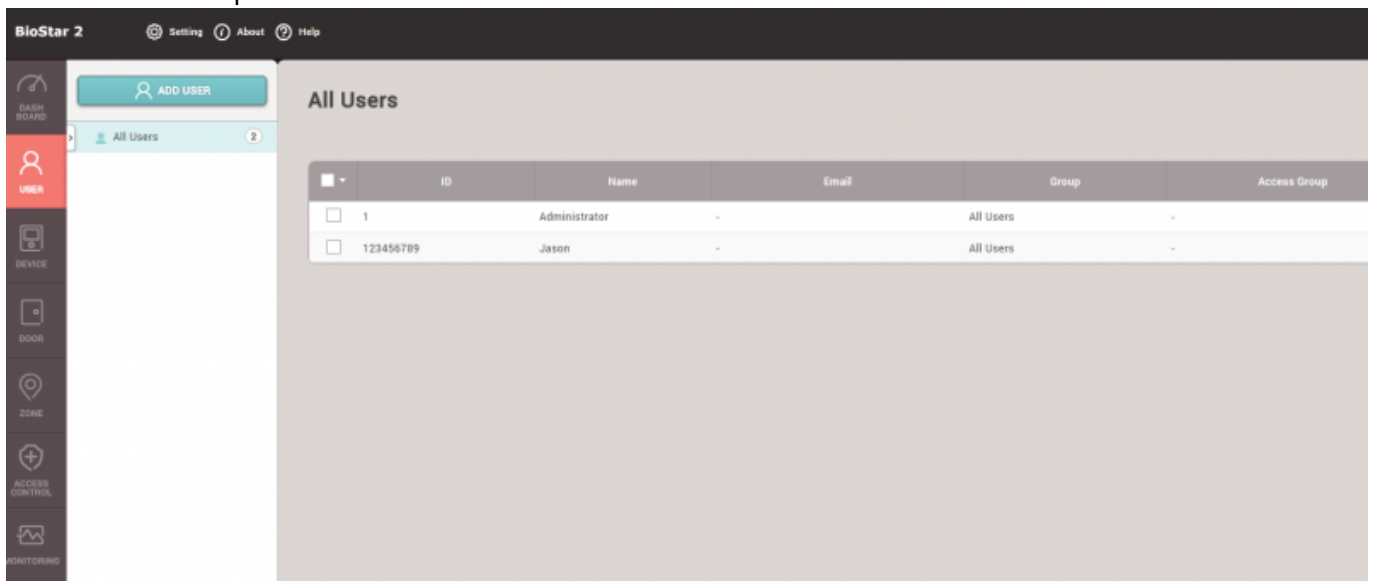 BioStar 2 Setting About Help
DASH
BOARD
USER
DEVICE
DOOR
ZONE
ACCESS
CONTROL
MONITORING
ADD USER
All Users 2
All Users
ID Name Email Group Access Group
1 Administrator - All Users -
123456789 Jason - All Users -